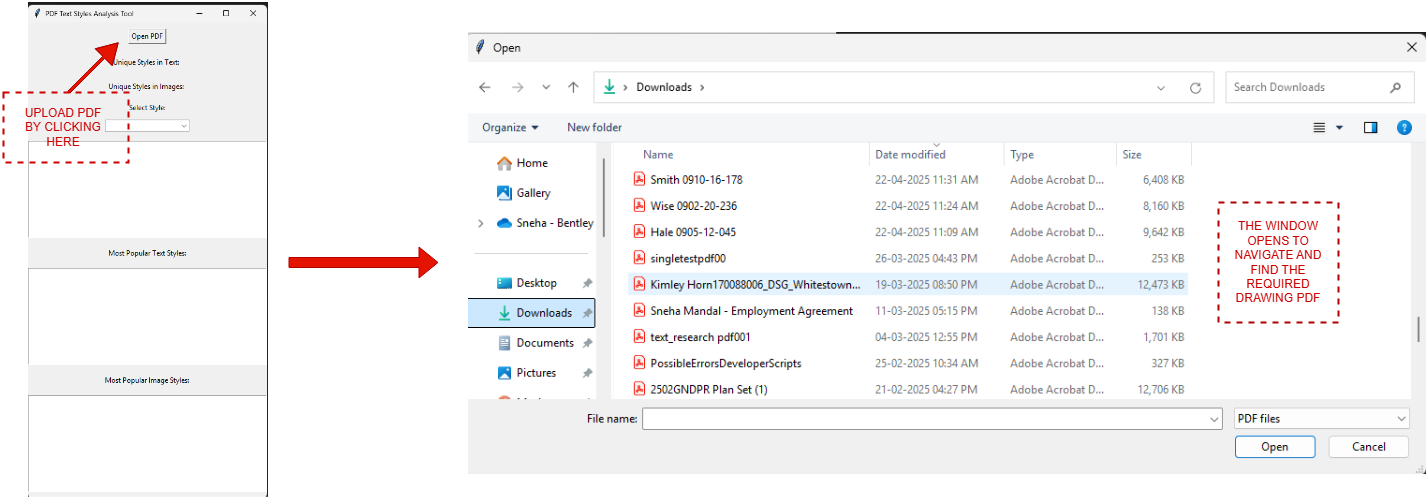 PDF Text Styles Analysis Tool
Open PDF
Unique Styles in Text:
Unique Styles in Images:
Select Style:
UPLOAD PDF
BY CLICKING
HERE
Most Popular Text Styles:
Most Popular Image Styles:
Open
Downloads
Search Downloads
Organize
New folder
Home
Gallery
Sneha - Bentley
Desktop
Downloads
Documents
Pictures
Name Date modified Type Size
Smith 0910-16-178 22-04-2025 11:31 AM Adobe Acrobat D... 6,408 KB
Wise 0902-20-236 22-04-2025 11:24 AM Adobe Acrobat D... 8,160 KB
Hale 0905-12-045 22-04-2025 11:09 AM Adobe Acrobat D... 9,642 KB
singletestpdf00 26-03-2025 04:43 PM Adobe Acrobat D... 253 KB
Kimley Horn170088006_DSG_Whitestown... 19-03-2025 08:50 PM Adobe Acrobat D... 12,473 KB
Sneha Mandal - Employment Agreement 11-03-2025 05:15 PM Adobe Acrobat D... 138 KB
text_research pdf001 04-03-2025 12:55 PM Adobe Acrobat D... 1,701 KB
PossibleErrorsDeveloperScripts 25-02-2025 10:34 AM Adobe Acrobat D... 327 KB
2502GNDPR Plan Set (1) 21-02-2025 04:27 PM Adobe Acrobat D... 12,706 KB
THE WINDOW
OPENS TO
NAVIGATE AND
FIND THE
REQUIRED
DRAWING PDF
File name:
PDF files
Open
Cancel